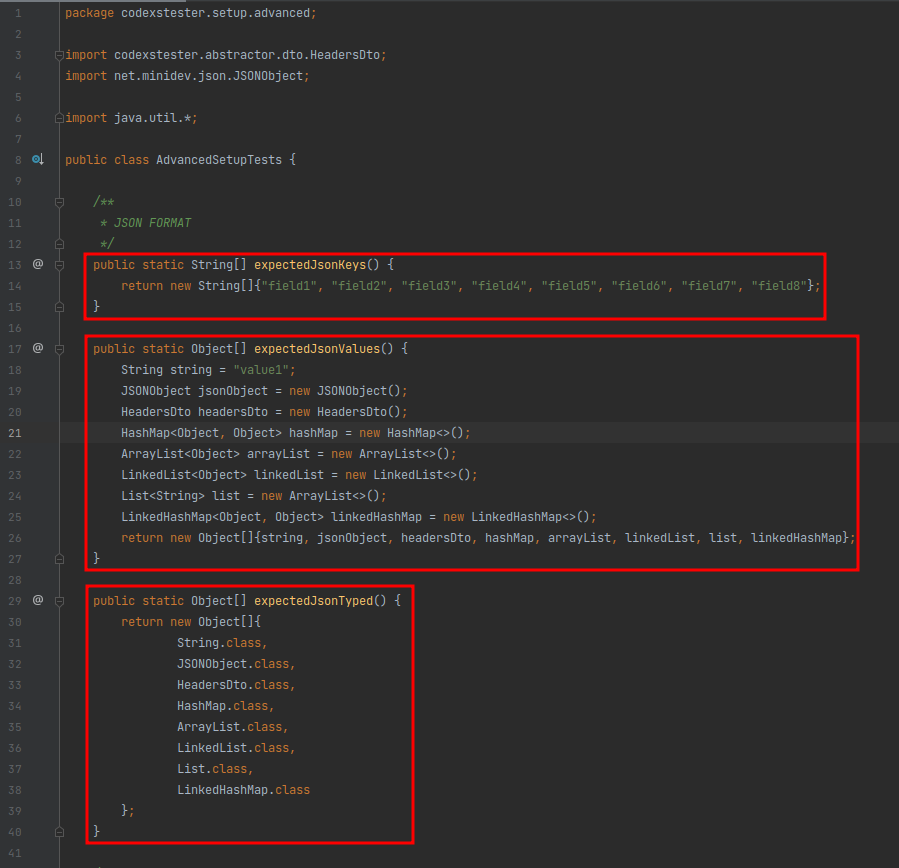 1 package codexstester.setup.advanced;
2
3 import codexstester.abstractor.dto.HeadersDto;
4 import net.minidev.json.JSONObject;
5
6 import java.util.*;
7
8 public class AdvancedSetupTests {
9
10 /**
11 * JSON FORMAT
12 */
13 @ public static String[] expectedJsonKeys() {
14 return new String[]{"field1", "field2", "field3", "field4", "field5", "field6", "field7", "field8"};
15 }
16
17 @ public static Object[] expectedJsonValues() {
18 String string = "value1";
19 JSONObject jsonObject = new JSONObject();
20 HeadersDto headersDto = new HeadersDto();
21 HashMap<Object, Object> hashMap = new HashMap<>();
22 ArrayList<Object> arrayList = new ArrayList<>();
23 LinkedList<Object> linkedList = new LinkedList<>();
24 List<String> list = new ArrayList<>();
25 LinkedHashMap<Object, Object> linkedHashMap = new LinkedHashMap<>();
26 return new Object[]{string, jsonObject, headersDto, hashMap, arrayList, linkedList, list, linkedHashMap};
27 }
28
29 @ public static Object[] expectedJsonTyped() {
30 return new Object[]{
31 String.class,
32 JSONObject.class,
33 HeadersDto.class,
34 HashMap.class,
35 ArrayList.class,
36 LinkedList.class,
37 List.class,
38 LinkedHashMap.class
39 };
40 }
41